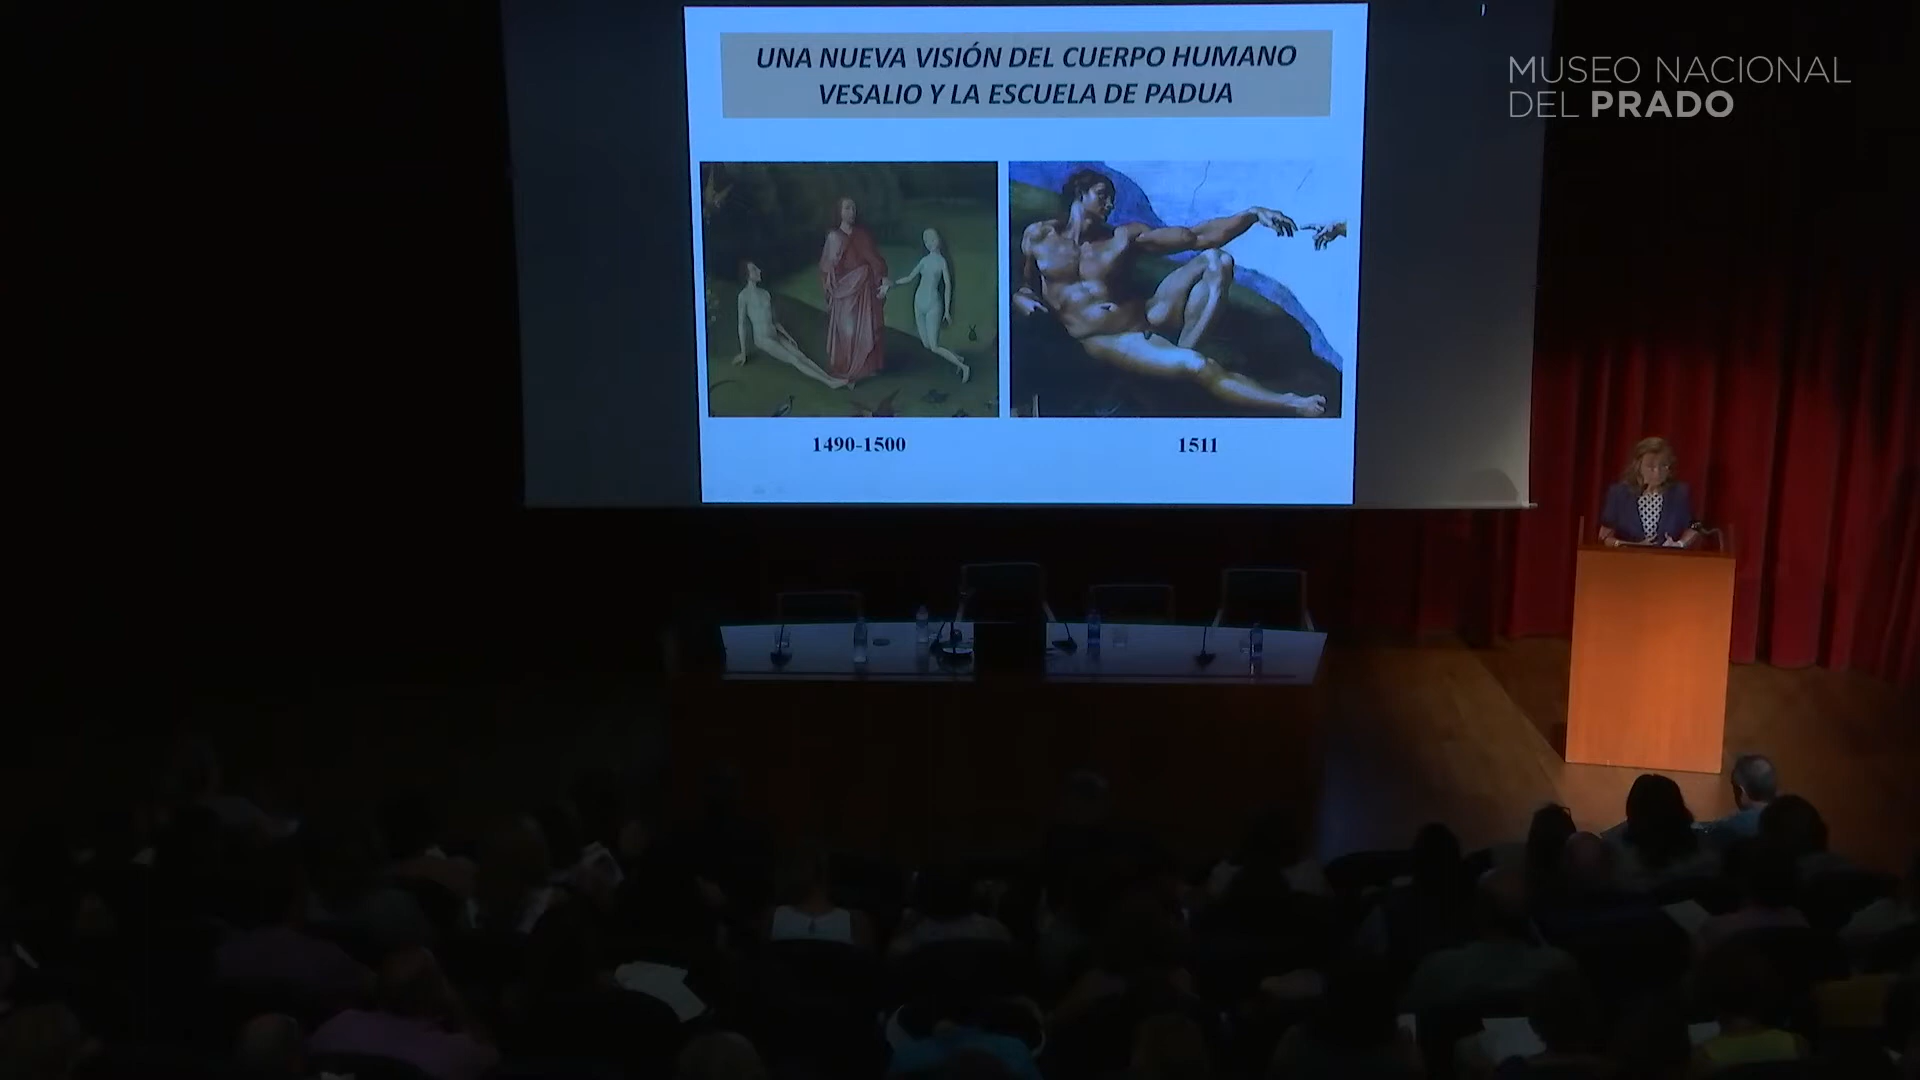 UNA NUEVA VISIÓN DEL CUERPO HUMANO
VESALIO Y LA ESCUELA DE PADUA
1490-1500
1511
MUSEO NACIONAL
DEL PRADO